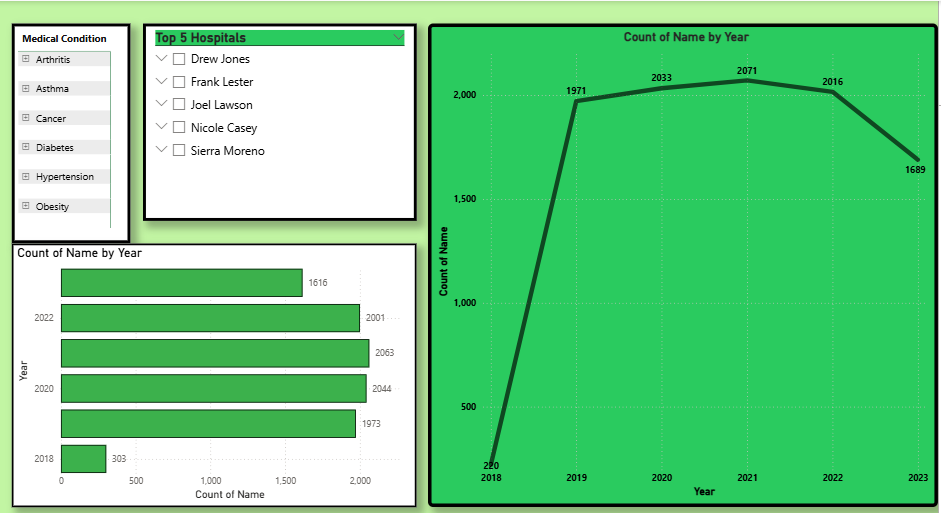 Medical Condition
Arthritis
Asthma
Cancer
Diabetes
Hypertension
Obesity
Top 5 Hospitals
Drew Jones
Frank Lester
Joel Lawson
Nicole Casey
Sierra Moreno
Count of Name by Year
1616
2022
2001
2063
2020
2044
1973
2018
303
0
500
1,000
1,500
2,000
Year
Count of Name
Count of Name by Year
2,000
1,500
1,000
500
Count of Name
220
1971
2033
2071
2016
1689
2018
2019
2020
2021
2022
2023
Year